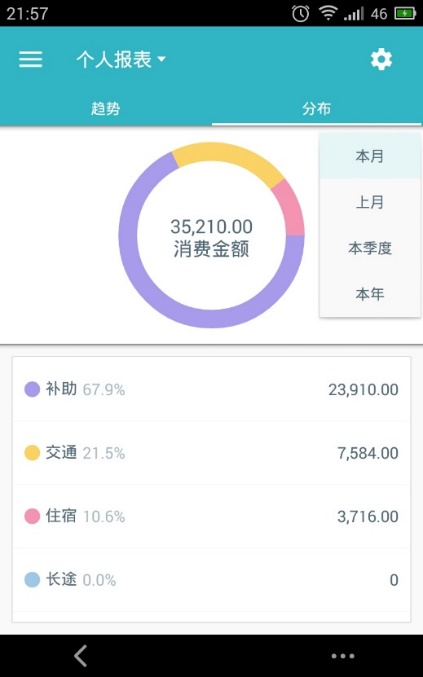 21:57
46
个人报表
趋势
分布
本月
上月
本季度
本年
35,210.00
消费金额
补助 67.9% 23,910.00
交通 21.5% 7,584.00
住宿 10.6% 3,716.00
长途 0.0% 0